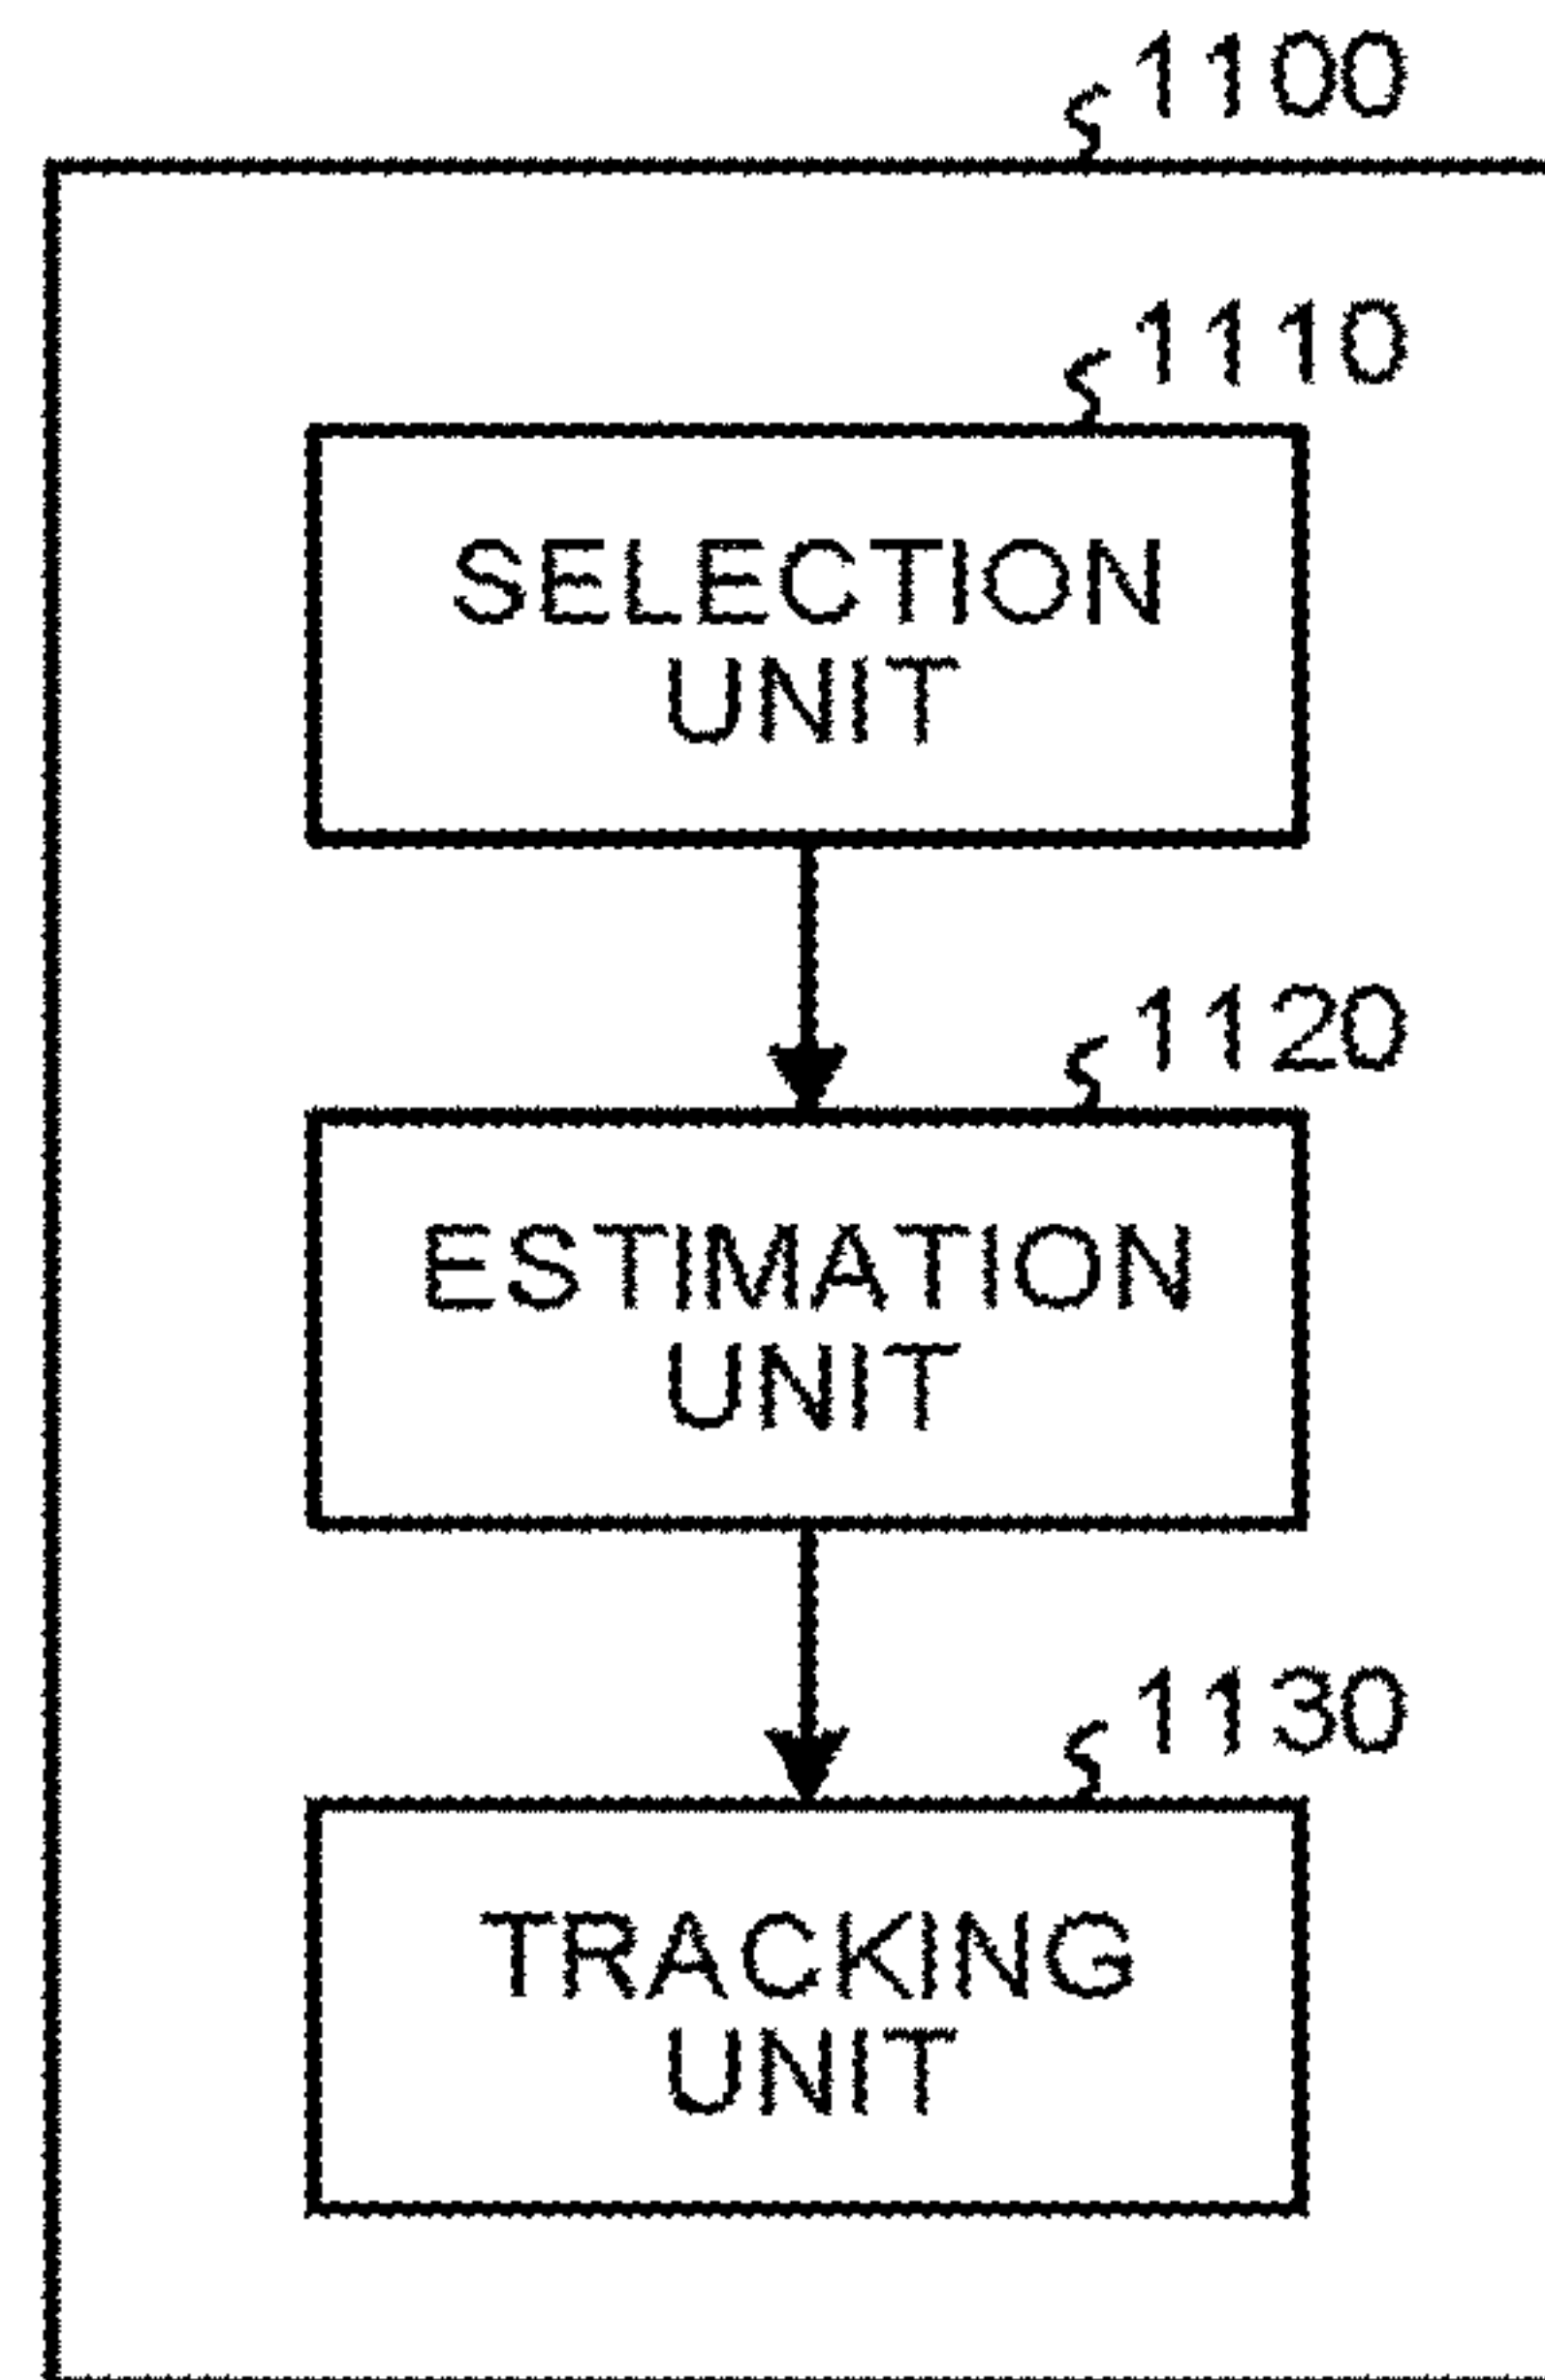 1100
1110
SELECTION
UNIT
1120
ESTIMATION
UNIT
1130
TRACKING
UNIT